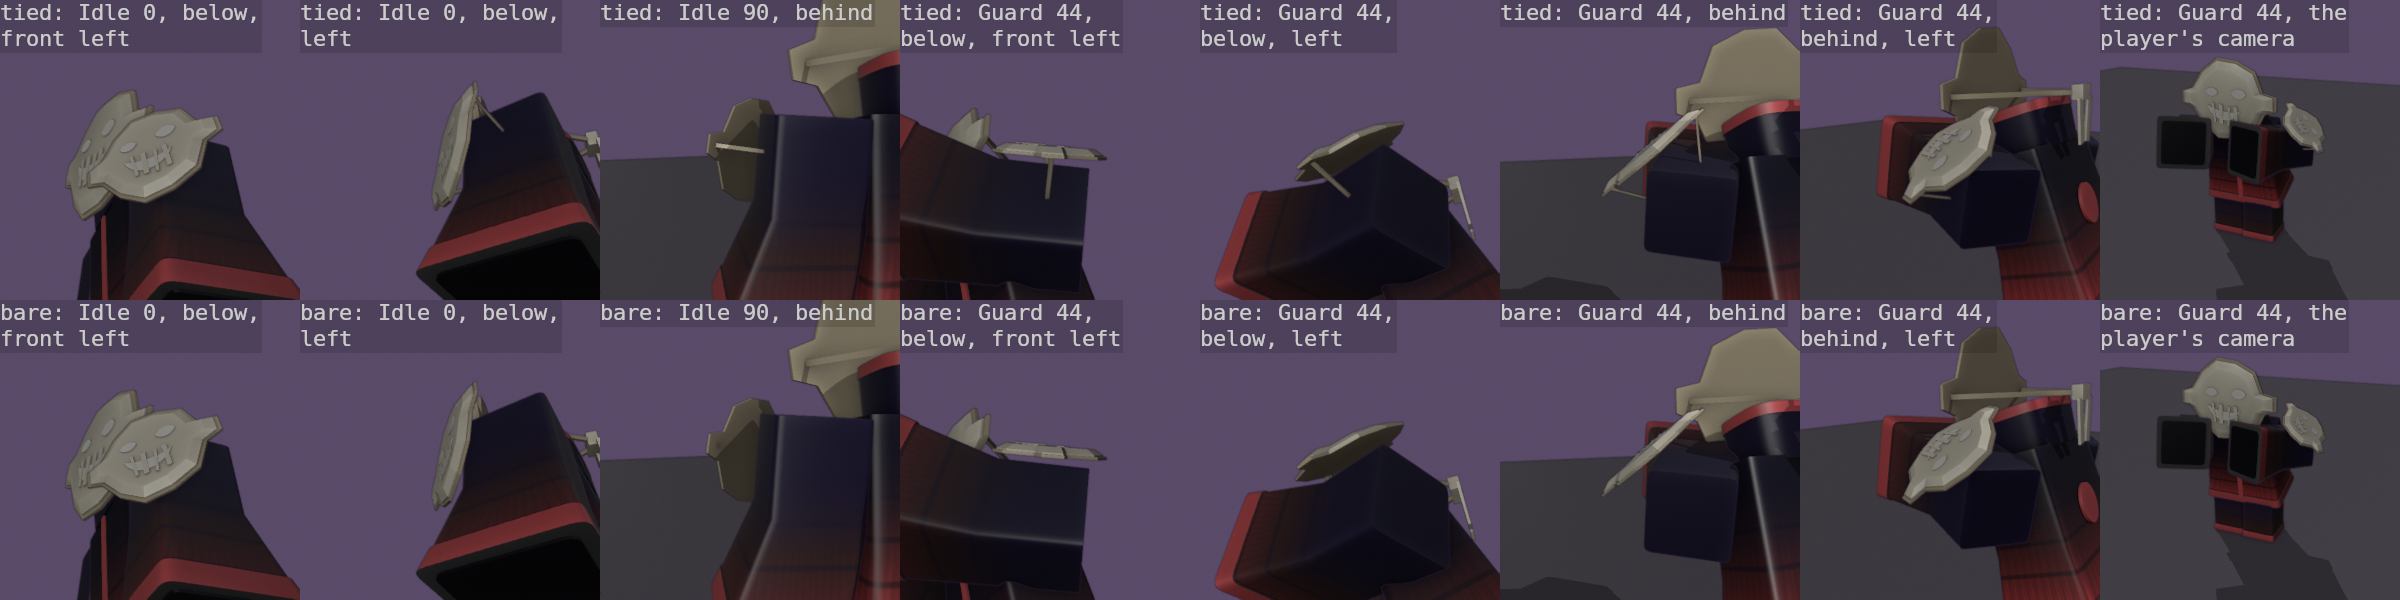 tied: Idle 0, below,
front left
tied: Idle 0, below,
left
tied: Idle 90, behind
tied: Guard 44,
below, front left
tied: Guard 44,
below, left
tied: Guard 44, behind
tied: Guard 44,
behind, left
tied: Guard 44, the
player's camera
bare: Idle 0, below,
front left
bare: Idle 0, below,
left
bare: Idle 90, behind
bare: Guard 44,
below, front left
bare: Guard 44,
below, left
bare: Guard 44, behind
bare: Guard 44,
behind, left
bare: Guard 44, the
player's camera